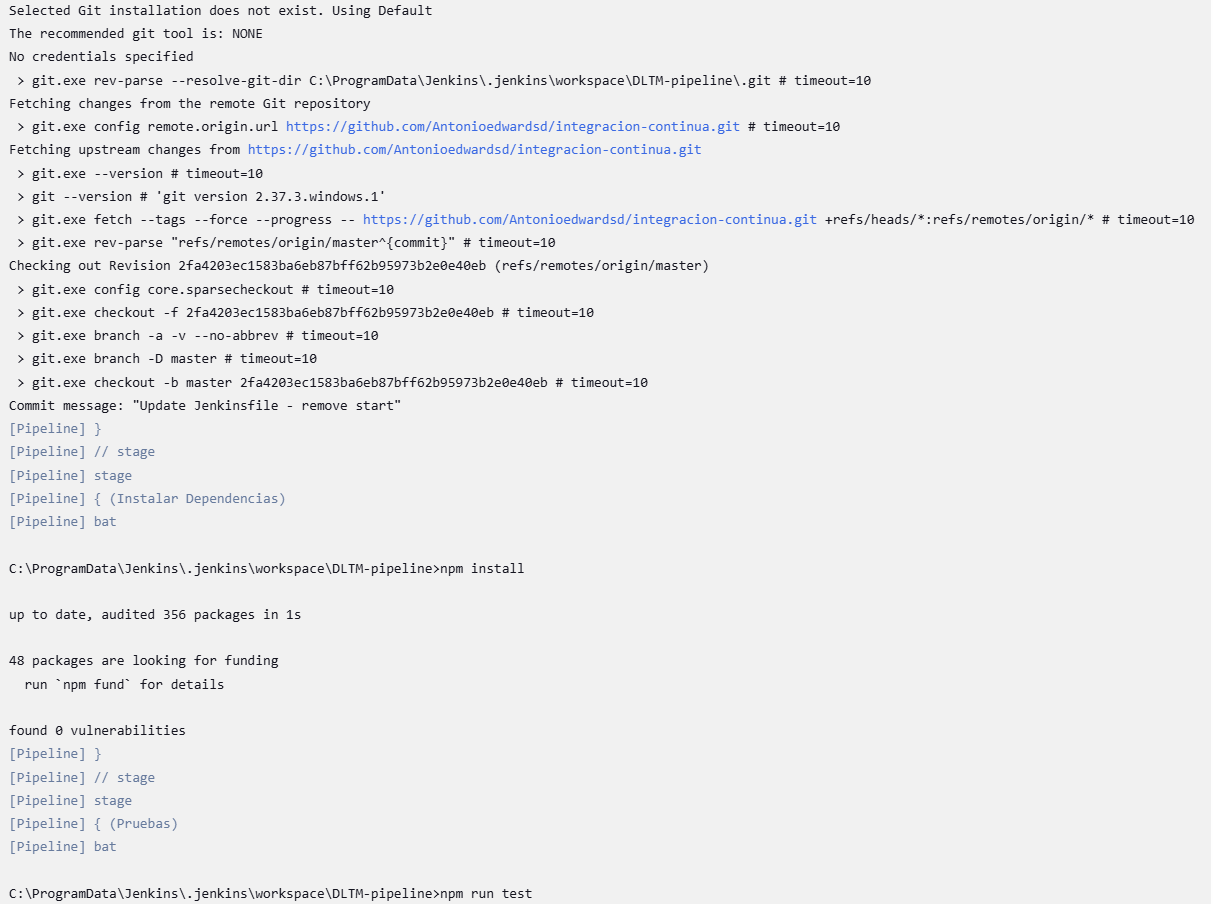 Selected Git installation does not exist. Using Default
The recommended git tool is: NONE
No credentials specified
> git.exe rev-parse --resolve-git-dir C:\ProgramData\Jenkins\.jenkins\workspace\DLTM-pipeline\.git # timeout=10
Fetching changes from the remote Git repository
> git.exe config remote.origin.url https://github.com/Antonioedwardsd/integracion-continua.git # timeout=10
Fetching upstream changes from https://github.com/Antonioedwardsd/integracion-continua.git
> git.exe --version # timeout=10
> git --version # 'git version 2.37.3.windows.1'
> git.exe fetch --tags --force --progress -- https://github.com/Antonioedwardsd/integracion-continua.git +refs/heads/*:refs/remotes/origin/* # timeout=10
> git.exe rev-parse "refs/remotes/origin/master^{commit}" # timeout=10
Checking out Revision 2fa4203ec1583ba6eb87bff62b95973b2e0e40eb (refs/remotes/origin/master)
> git.exe config core.sparsecheckout # timeout=10
> git.exe checkout -f 2fa4203ec1583ba6eb87bff62b95973b2e0e40eb # timeout=10
> git.exe branch -a -v --no-abbrev # timeout=10
> git.exe branch -D master # timeout=10
> git.exe checkout -b master 2fa4203ec1583ba6eb87bff62b95973b2e0e40eb # timeout=10
Commit message: "Update Jenkinsfile - remove start"
[Pipeline] }
[Pipeline] // stage
[Pipeline] stage
[Pipeline] { (Instalar Dependencias)
[Pipeline] bat
C:\ProgramData\Jenkins\.jenkins\workspace\DLTM-pipeline>npm install
up to date, audited 356 packages in 1s
48 packages are looking for funding
run `npm fund` for details
found 0 vulnerabilities
[Pipeline] }
[Pipeline] // stage
[Pipeline] stage
[Pipeline] { (Pruebas)
[Pipeline] bat
C:\ProgramData\Jenkins\.jenkins\workspace\DLTM-pipeline>npm run test